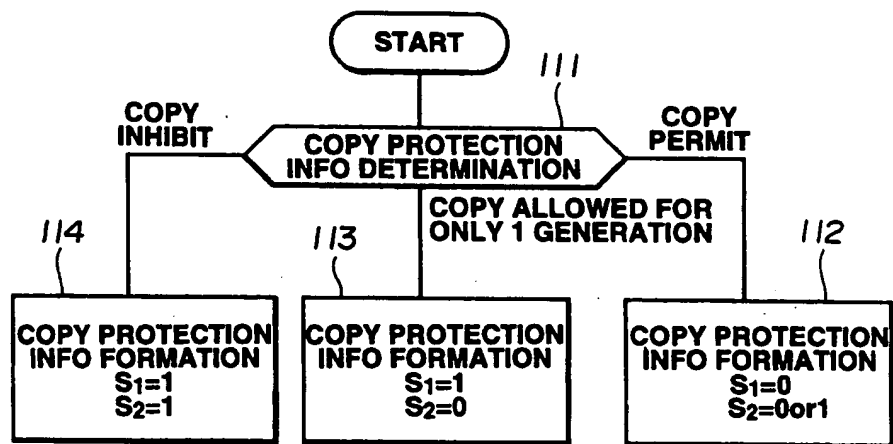 START
111
COPY
INHIBIT
COPY PROTECTION
INFO DETERMINATION
COPY
PERMIT
COPY ALLOWED FOR
ONLY 1 GENERATION
114
113
112
COPY PROTECTION
INFO FORMATION
S1=1
S2=1
COPY PROTECTION
INFO FORMATION
S1=1
S2=0
COPY PROTECTION
INFO FORMATION
S1=0
S2=0or1